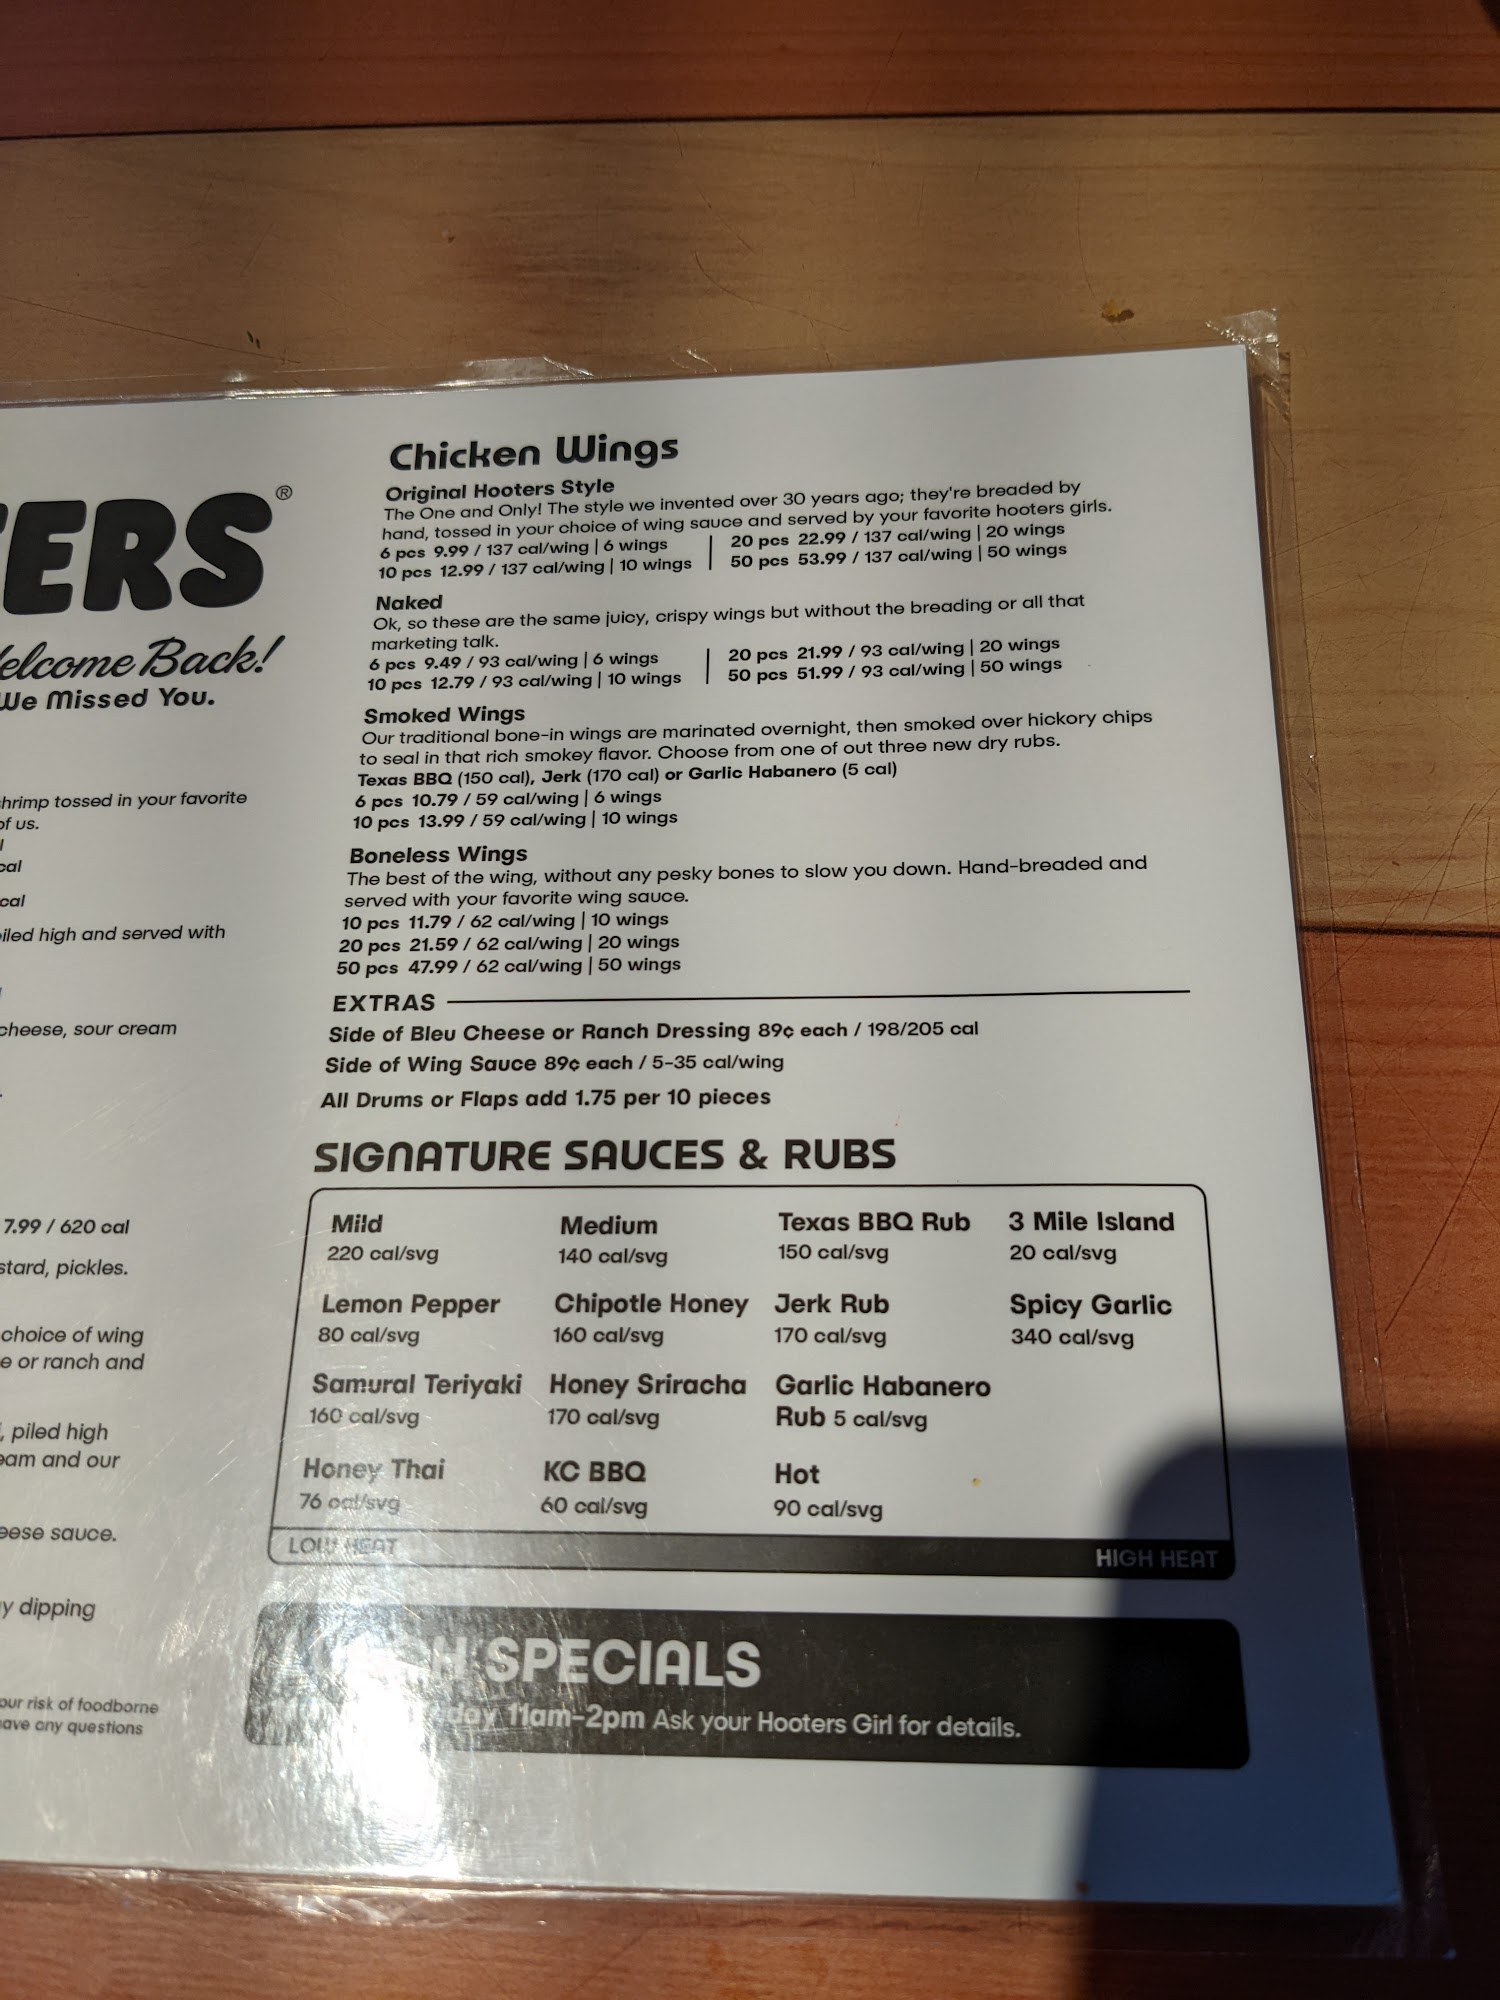 ERS®
Welcome Back!
We Missed You.
shrimp tossed in your favorite
of us.
cal
cal
piled high and served with
cheese, sour cream
7.99 / 620 cal
stard, pickles.
choice of wing
e or ranch and
, piled high
eam and our
eese sauce.
y dipping
our risk of foodborne
ave any questions
Chicken Wings
Original Hooters Style
The One and Only! The style we invented over 30 years ago; they're breaded by
hand, tossed in your choice of wing sauce and served by your favorite hooters girls.
6 pcs 9.99 / 137 cal/wing | 6 wings
10 pcs 12.99 / 137 cal/wing | 10 wings
20 pcs 22.99 / 137 cal/wing | 20 wings
50 pcs 53.99 / 137 cal/wing | 50 wings
Naked
Ok, so these are the same juicy, crispy wings but without the breading or all that
marketing talk.
6 pcs 9.49 / 93 cal/wing | 6 wings
10 pcs 12.79 / 93 cal/wing | 10 wings
20 pcs 21.99 / 93 cal/wing | 20 wings
50 pcs 51.99 / 93 cal/wing | 50 wings
Smoked Wings
Our traditional bone-in wings are marinated overnight, then smoked over hickory chips
to seal in that rich smokey flavor. Choose from one of out three new dry rubs.
Texas BBQ (150 cal), Jerk (170 cal) or Garlic Habanero (5 cal)
6 pcs 10.79 / 59 cal/wing | 6 wings
10 pcs 13.99 / 59 cal/wing | 10 wings
Boneless Wings
The best of the wing, without any pesky bones to slow you down. Hand-breaded and
served with your favorite wing sauce.
10 pcs 11.79 / 62 cal/wing | 10 wings
20 pcs 21.59 / 62 cal/wing | 20 wings
50 pcs 47.99 / 62 cal/wing | 50 wings
EXTRAS
Side of Bleu Cheese or Ranch Dressing 89¢ each / 198/205 cal
Side of Wing Sauce 89¢ each / 5-35 cal/wing
All Drums or Flaps add 1.75 per 10 pieces
SIGNATURE SAUCES & RUBS
Mild
220 cal/svg
Lemon Pepper
80 cal/svg
Samurai Teriyaki
160 cal/svg
Honey Thai
76 cal/svg
Medium
140 cal/svg
Chipotle Honey
160 cal/svg
Honey Sriracha
170 cal/svg
KC BBQ
60 cal/svg
Texas BBQ Rub
150 cal/svg
Jerk Rub
170 cal/svg
Garlic Habanero
Rub 5 cal/svg
Hot
90 cal/svg
3 Mile Island
20 cal/svg
Spicy Garlic
340 cal/svg
LOW HEAT
HIGH HEAT
SPECIALS
day 11am-2pm Ask your Hooters Girl for details.